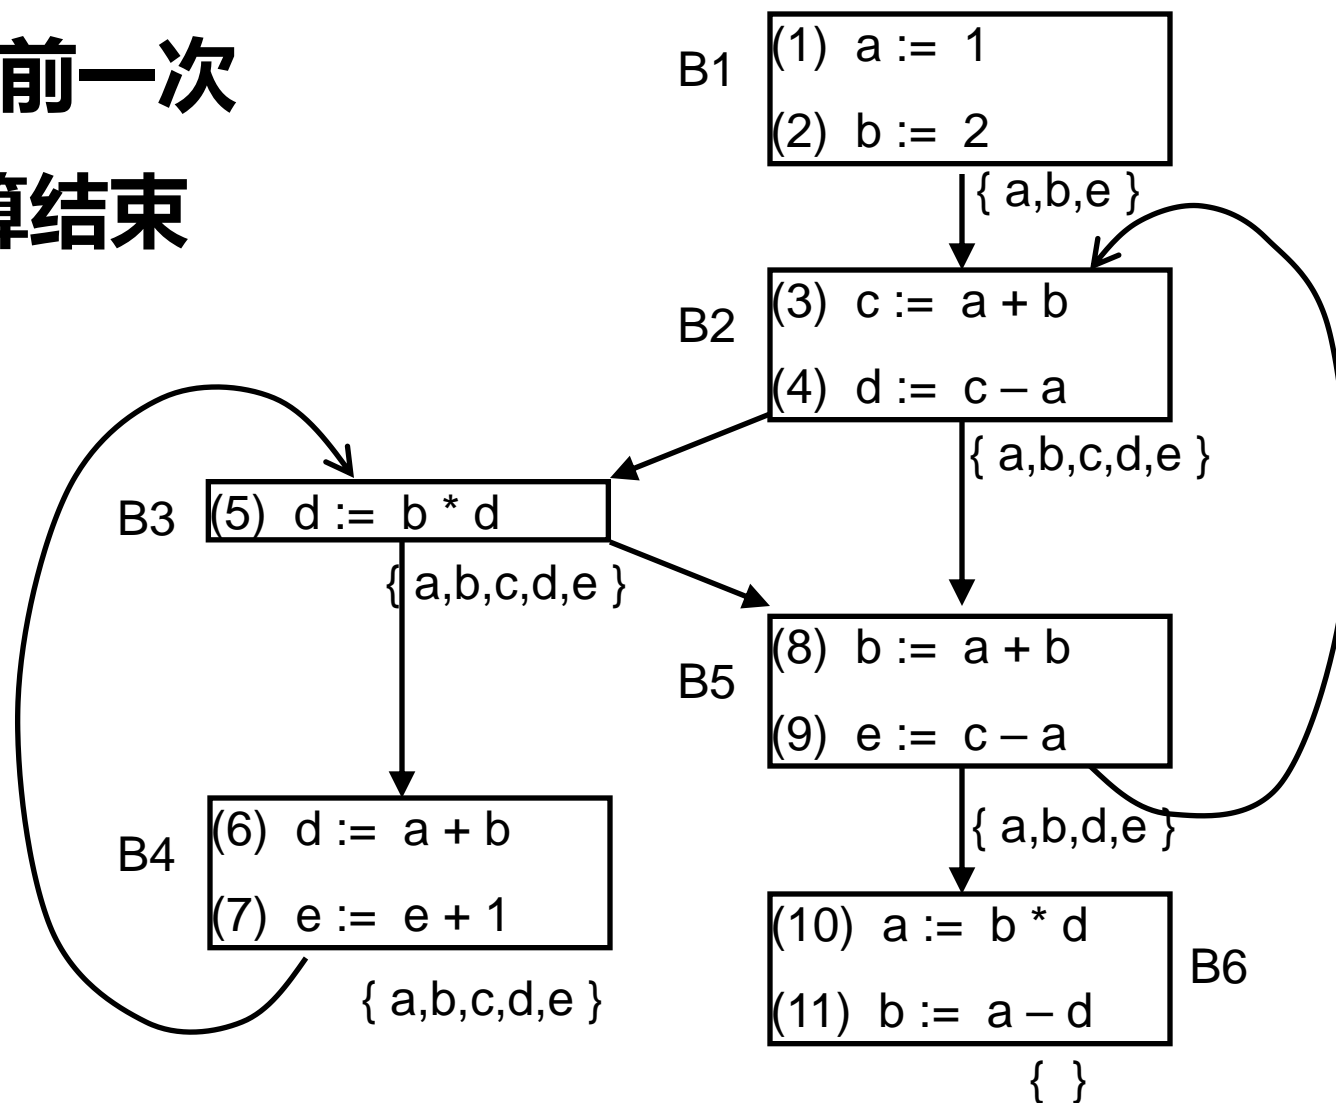 前一次
算结束
B1
(1) a := 1
(2) b := 2
{ a,b,e }
B2
(3) c := a + b
(4) d := c – a
{ a,b,c,d,e }
B3
(5) d := b * d
{ a,b,c,d,e }
B5
(8) b := a + b
(9) e := c – a
{ a,b,d,e }
B4
(6) d := a + b
(7) e := e + 1
{ a,b,c,d,e }
(10) a := b * d
(11) b := a – d
B6
{ }